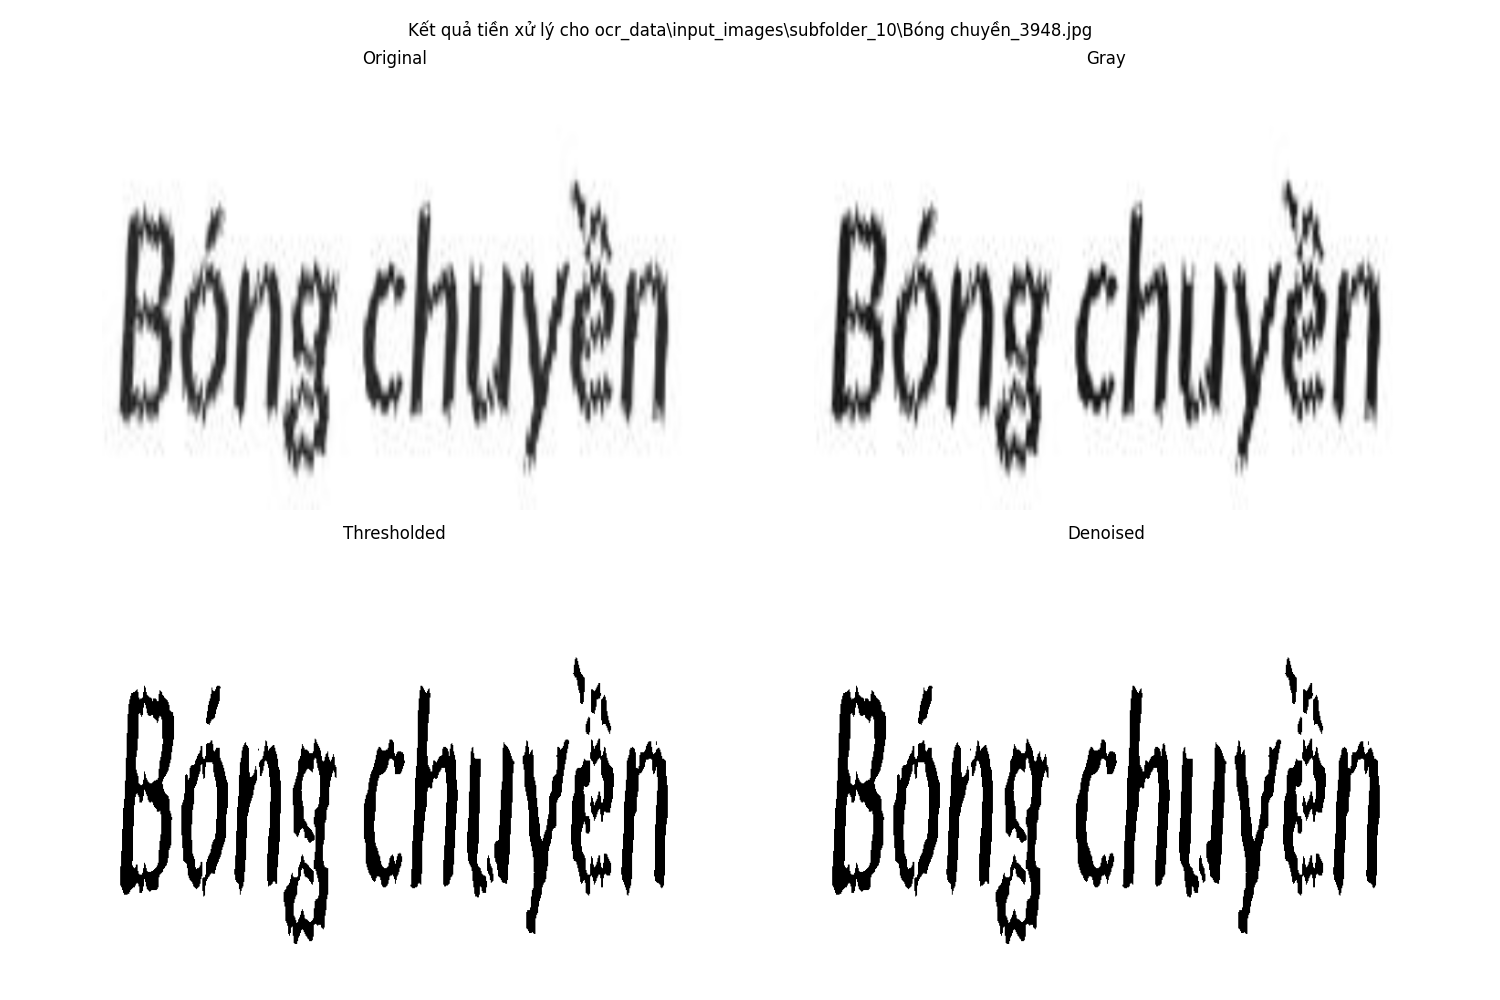 Kết quả tiền xử lý cho ocr_data\input_images\subfolder_10\Bóng chuyền_3948.jpg
Original
Gray
Bóng chuyền
Bóng chuyền
Thresholded
Denoised
Bóng chuyền
Bóng chuyền